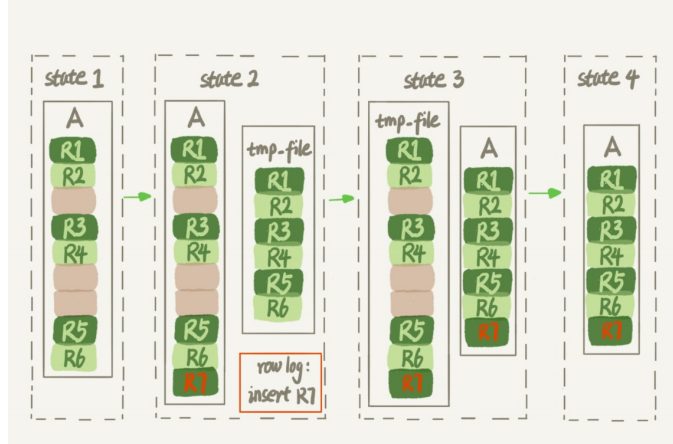 state 1
A
R1
R2
R3
R4
R5
R6
state 2
A
R1
R2
R3
R4
R5
R6
R7
tmp-file
R1
R2
R3
R4
R5
R6
row log:
insert R7
state 3
tmp-file
R1
R2
R3
R4
R5
R6
R7
A
R1
R2
R3
R4
R5
R6
R7
state 4
A
R1
R2
R3
R4
R5
R6
R7